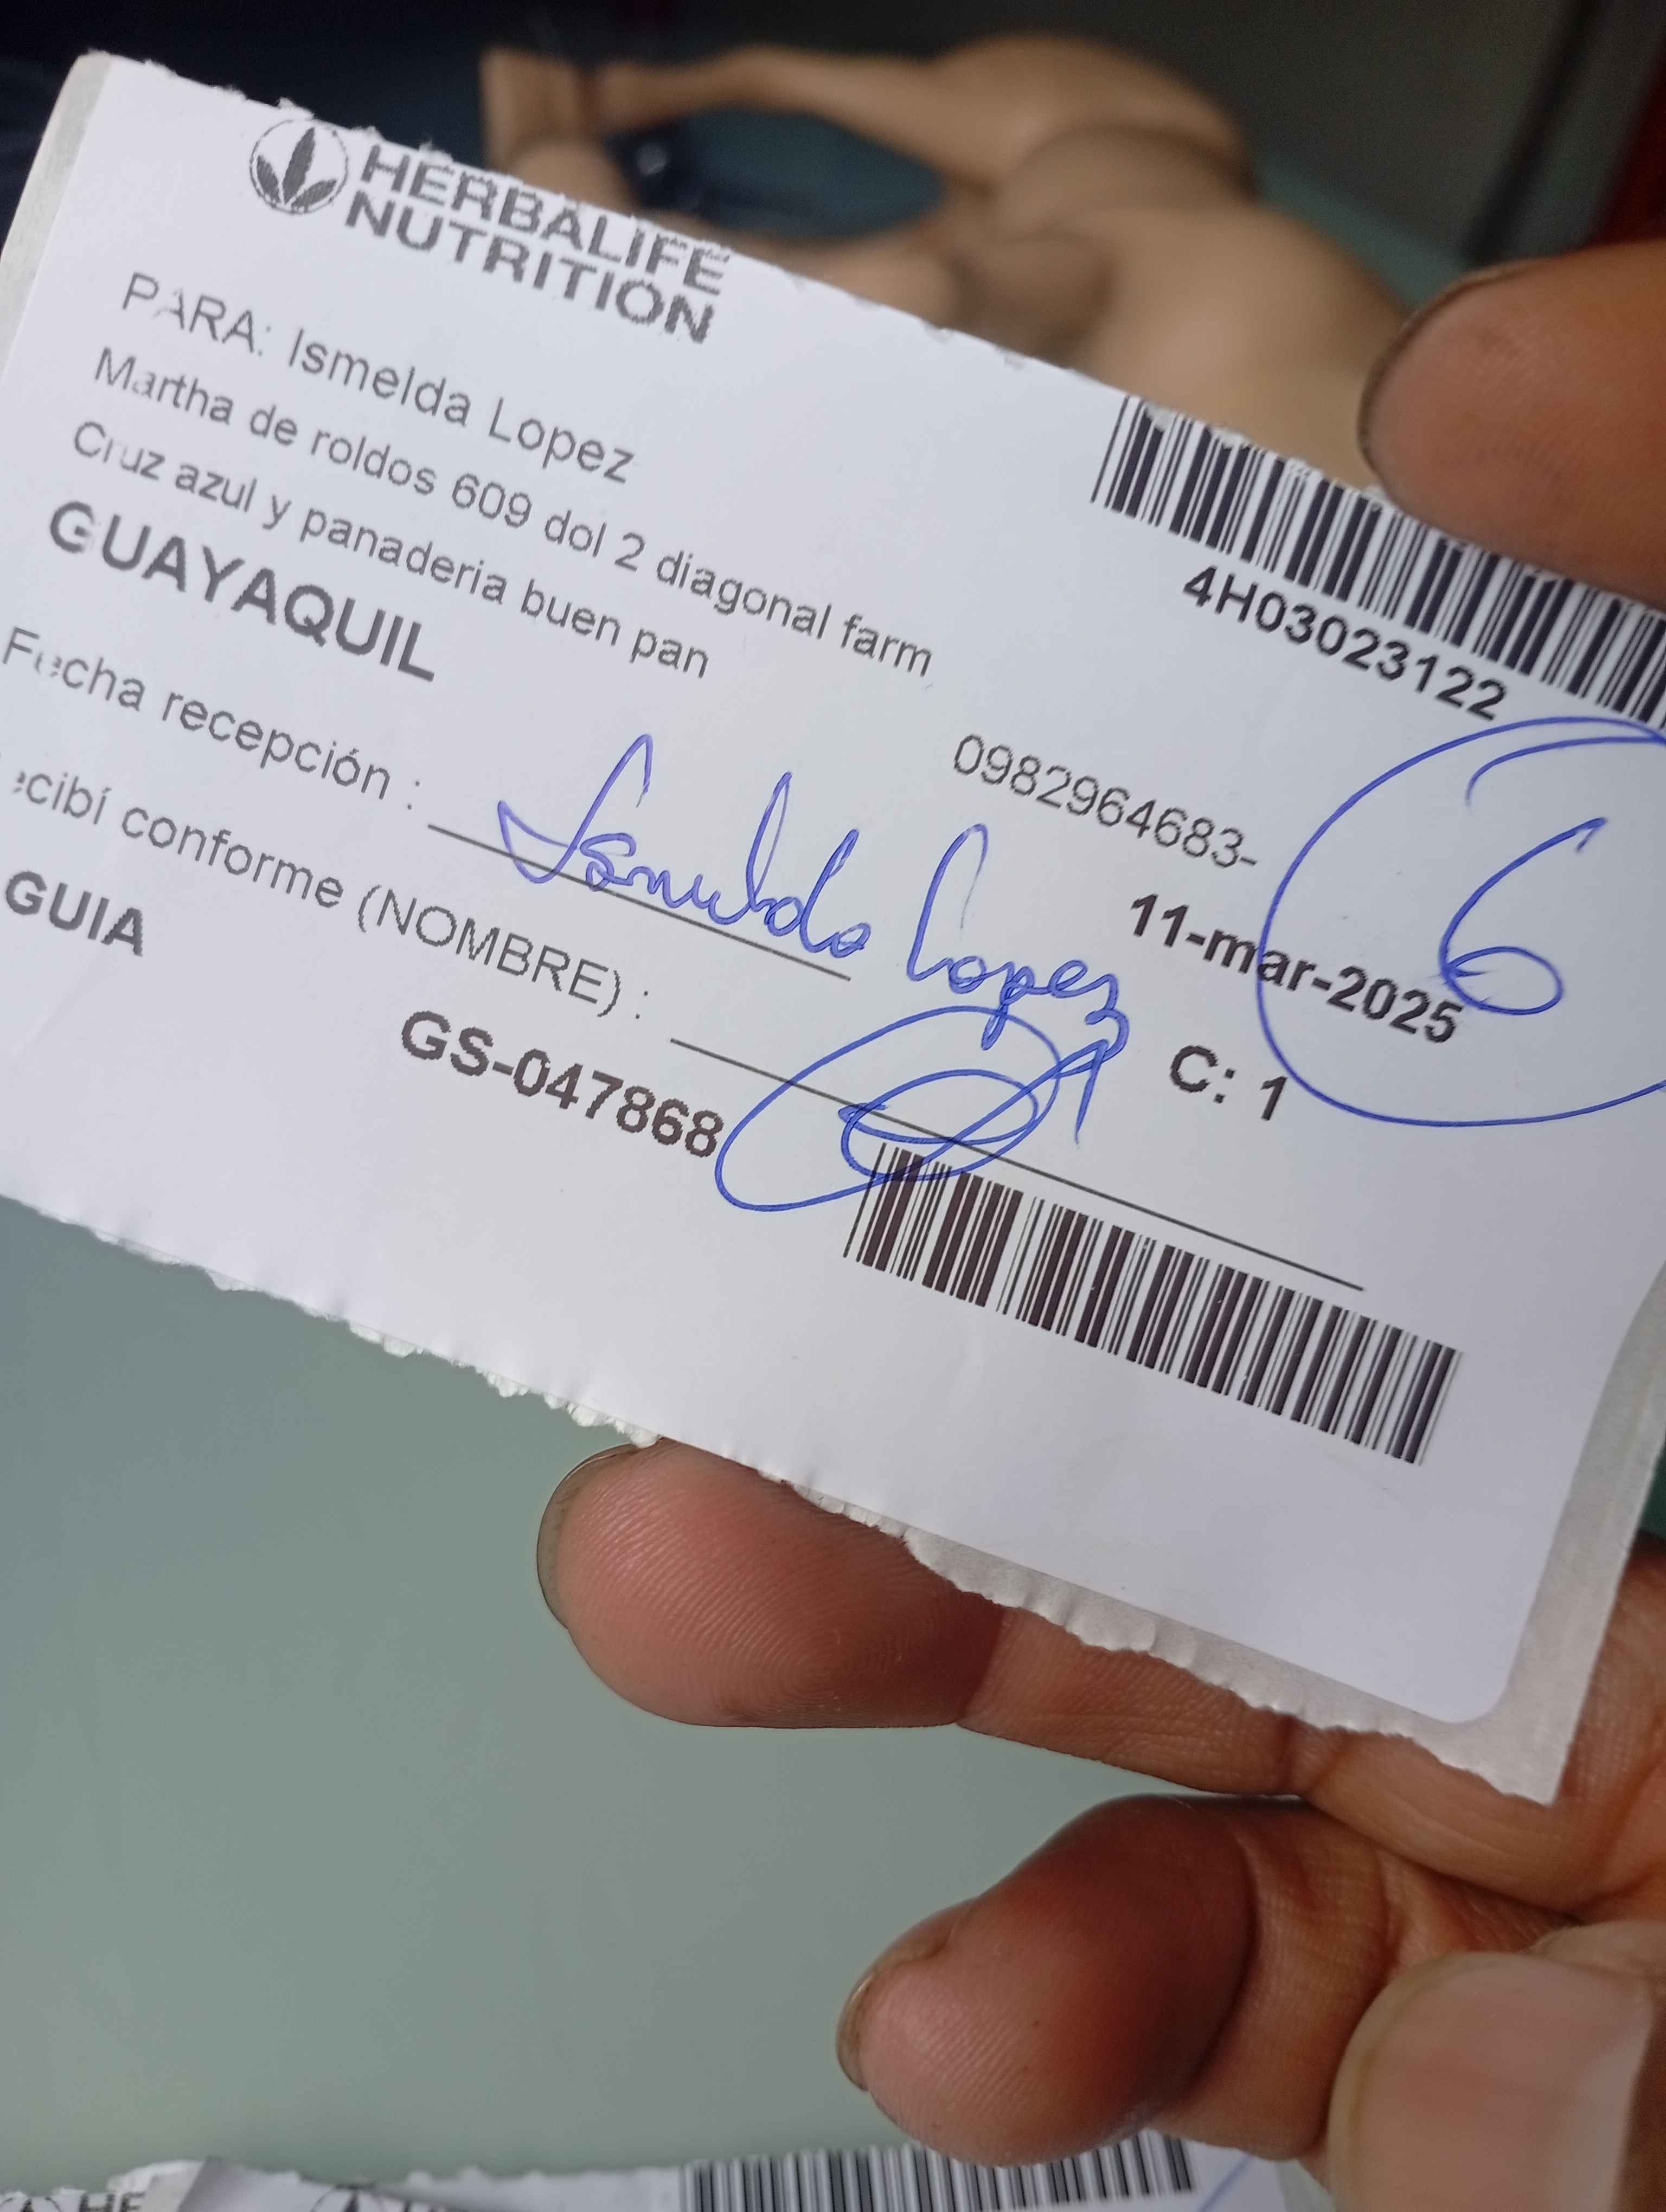 HERBALIFE
NUTRITION
PARA: Ismelda Lopez
Martha de roldos 609 dol 2 diagonal farm
Cruz azul y panaderia buen pan
GUAYAQUIL
4H03023122
0982964683-
6
Fecha recepción :
Ismelda Lopez
11-mar-2025
ecibí conforme (NOMBRE) :
C: 1
GUIA
GS-047868
HE